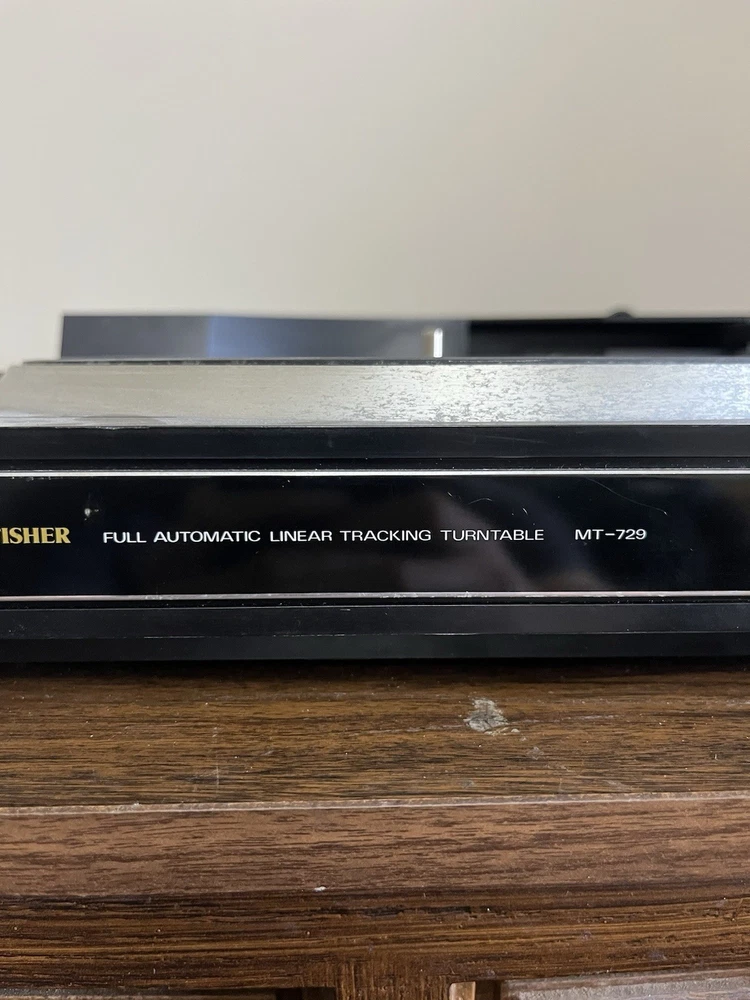 FISHER FULL AUTOMATIC LINEAR TRACKING TURNTABLE MT-729